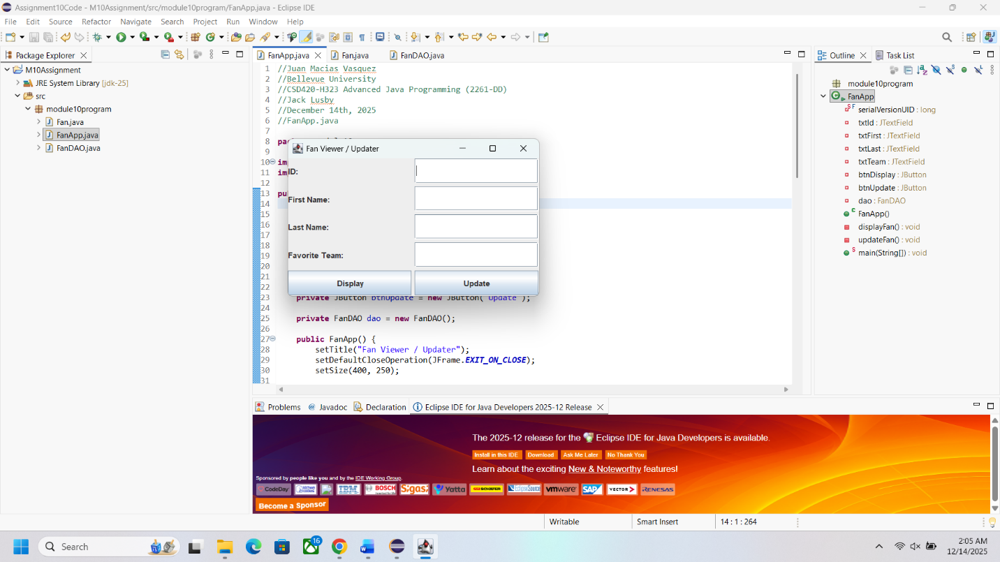 Assignment10Code - M10Assignment/src/module10program/FanApp.java - Eclipse IDE
File Edit Source Refactor Navigate Search Project Run Window Help
Package Explorer
M10Assignment
JRE System Library [jdk-25]
src
module10program
Fan.java
FanApp.java
FanDAO.java
FanApp.java Fan.java FanDAO.java
1 //Juan Macias Vasquez
2 //Bellevue University
3 //CSD420-H323 Advanced Java Programming (2261-DD)
4 //Jack Lusby
5 //December 14th, 2025
6 //FanApp.java
7
8
9
10 im
11 im
12
13 pu
14
15
16
17
18
19
20
21
22
23 private JButton btnUpdate = new JButton("Update");
24
25 private FanDAO dao = new FanDAO();
26
27 public FanApp() {
28 setTitle("Fan Viewer / Updater");
29 setDefaultCloseOperation(JFrame.EXIT_ON_CLOSE);
30 setSize(400, 250);
31
Fan Viewer / Updater
ID:
First Name:
Last Name:
Favorite Team:
Display Update
Outline Task List
module10program
FanApp
serialVersionUID : long
txtId : JTextField
txtFirst : JTextField
txtLast : JTextField
txtTeam : JTextField
btnDisplay : JButton
btnUpdate : JButton
dao : FanDAO
FanApp()
displayFan() : void
updateFan() : void
main(String[]) : void
Problems Javadoc Declaration Eclipse IDE for Java Developers 2025-12 Release
The 2025-12 release for the Eclipse IDE for Java Developers is available.
Install in this IDE Download Ask Me Later No Thank You
Learn about the exciting New & Noteworthy features!
Sponsored by people like you and by the IDE Working Group.
CodeDay IBM BOSCH Sigasi Yatta SCHAEFER EclipseSource vmware SAP VECTOR RENESAS
Become a Sponsor
Writable Smart Insert 14 : 1 : 264
Search
16
2:05 AM
12/14/2025